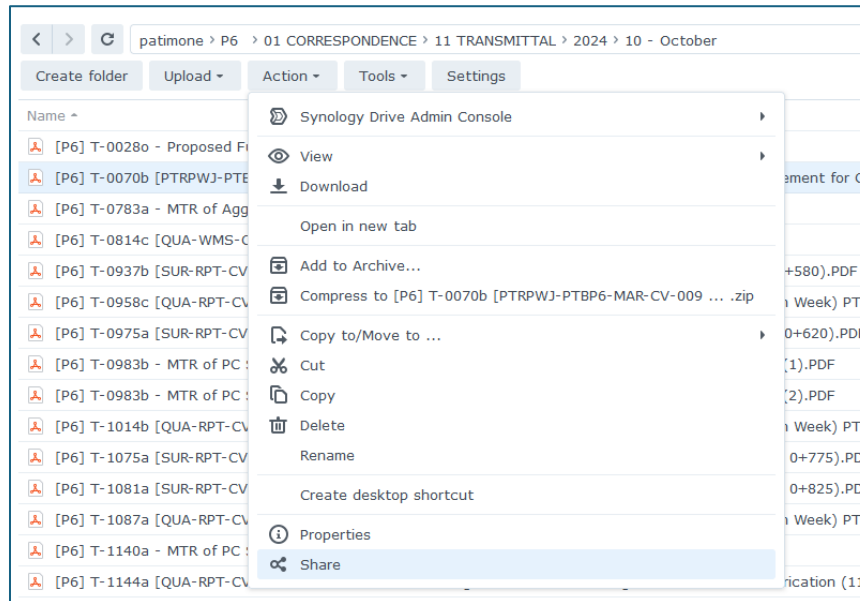 patimone > P6 > 01 CORRESPONDENCE > 11 TRANSMITTAL > 2024 > 10 - October
Create folder Upload Action Tools Settings
Name
Synology Drive Admin Console
[P6] T-0028o - Proposed
View
[P6] T-0070b [PTRPWJ-PTB ement for
Download
[P6] T-0783a - MTR of Agg
Open in new tab
[P6] T-0814c [QUA-WMS-
Add to Archive...
[P6] T-0937b [SUR-RPT-CV +580).PDF
Compress to [P6] T-0070b [PTRPWJ-PTBP6-MAR-CV-009 ... .zip
[P6] T-0958c [QUA-RPT-CV Week) PT
Copy to/Move to ...
[P6] T-0975a [SUR-RPT-CV 0+620).PD
Cut
[P6] T-0983b - MTR of PC (1).PDF
Copy
[P6] T-0983b - MTR of PC (2).PDF
Delete
[P6] T-1014b [QUA-RPT-CV Week) PT
Rename
[P6] T-1075a [SUR-RPT-CV 0+775).PD
Create desktop shortcut
[P6] T-1081a [SUR-RPT-CV 0+825).PD
[P6] T-1087a [QUA-RPT-CV Week) PT
Properties
[P6] T-1140a - MTR of PC
Share
[P6] T-1144a [QUA-RPT-CV rication (11